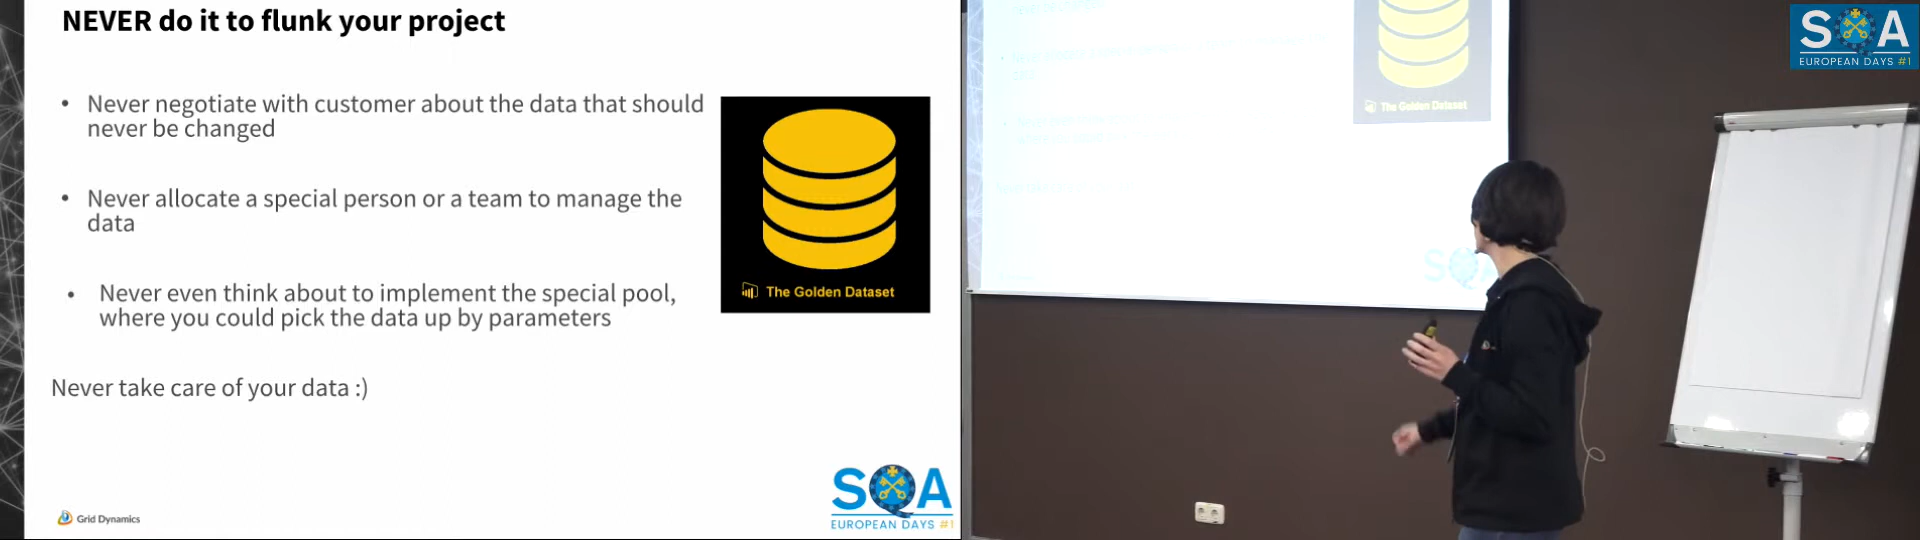 NEVER do it to flunk your project
• Never negotiate with customer about the data that should
never be changed
• Never allocate a special person or a team to manage the
data
• Never even think about to implement the special pool,
where you could pick the data up by parameters
Never take care of your data :)
The Golden Dataset
Grid Dynamics
SQA
EUROPEAN DAYS #1
The Golden Dataset
SQA
EUROPEAN DAYS #1